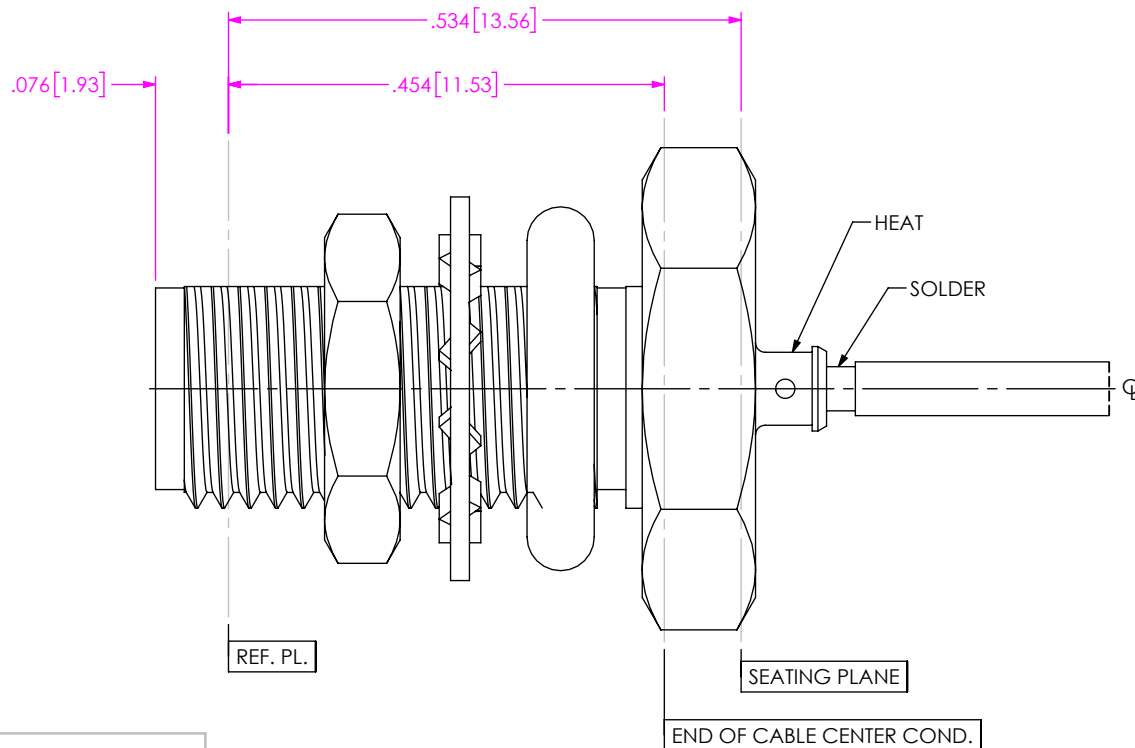 .534[13.56]
.076[1.93]
.454[11.53]
HEAT
SOLDER
℄
REF. PL.
SEATING PLANE
END OF CABLE CENTER COND.